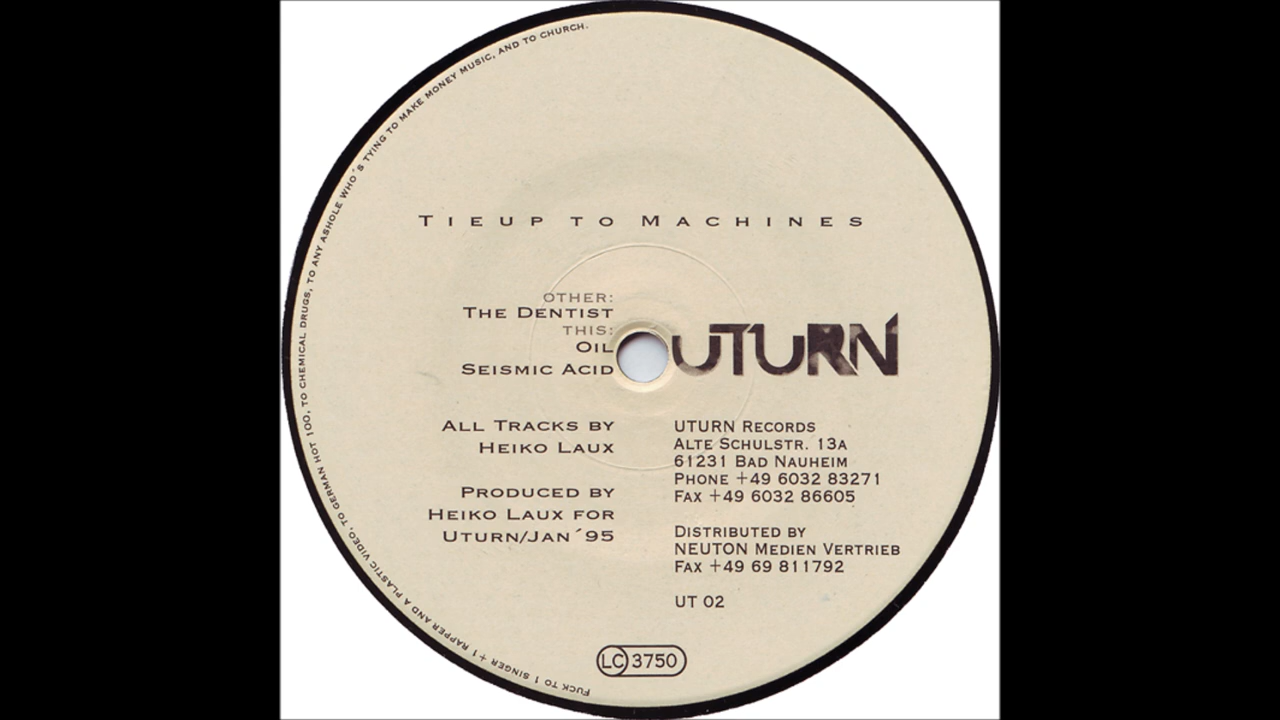 TIEUP TO MACHINES
OTHER:
THE DENTIST
THIS:
OIL
SEISMIC ACID
ALL TRACKS BY
HEIKO LAUX
PRODUCED BY
HEIKO LAUX FOR
UTURN/JAN´95
UTURN
UTURN RECORDS
ALTE SCHULSTR. 13A
61231 BAD NAUHEIM
PHONE +49 6032 83271
FAX +49 6032 86605
DISTRIBUTED BY
NEUTON MEDIEN VERTRIEB
FAX +49 69 811792
UT 02
LC 3750
FUCK TO 1 SINGER + 1 RAPPER AND A PLASTIC VIDEO, TO GERMAN HOT 100, TO CHEMICAL DRUGS, TO ANY ASHOLE WHO´S TYING TO MAKE MONEY MUSIC, AND TO CHURCH.